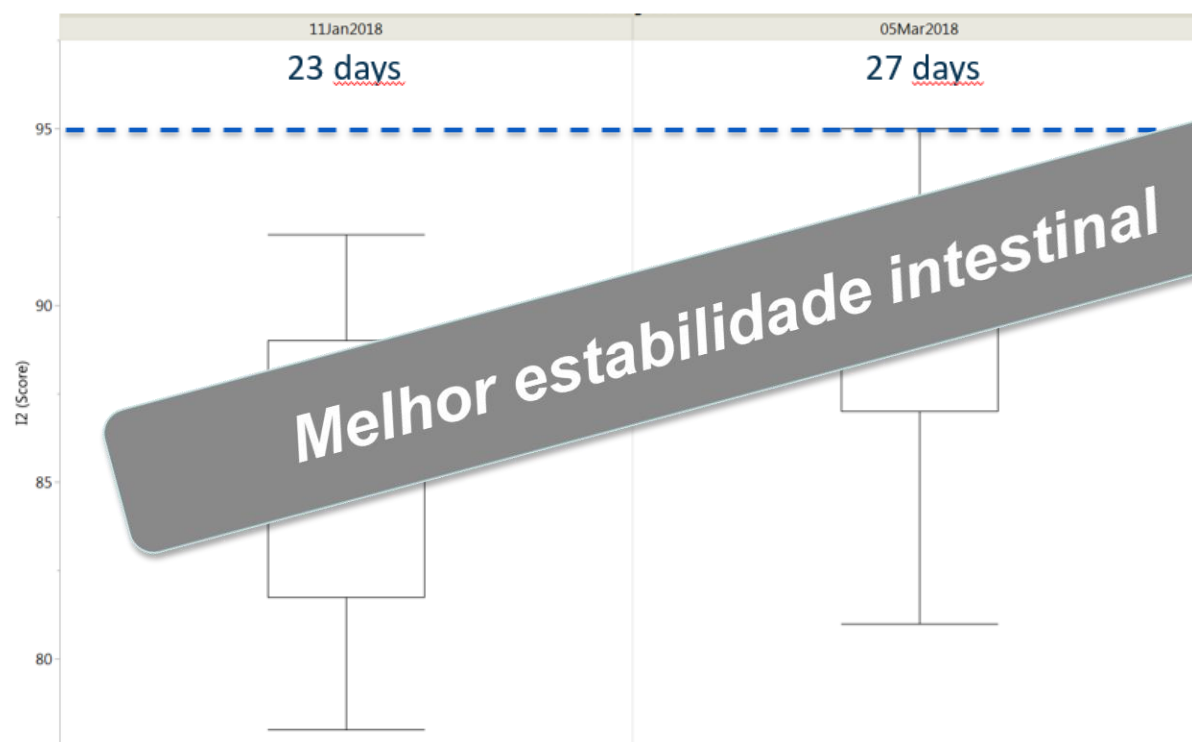 11Jan2018
05Mar2018
23 days
27 days
95
90
85
80
I2 (Score)
Melhor estabilidade intestinal